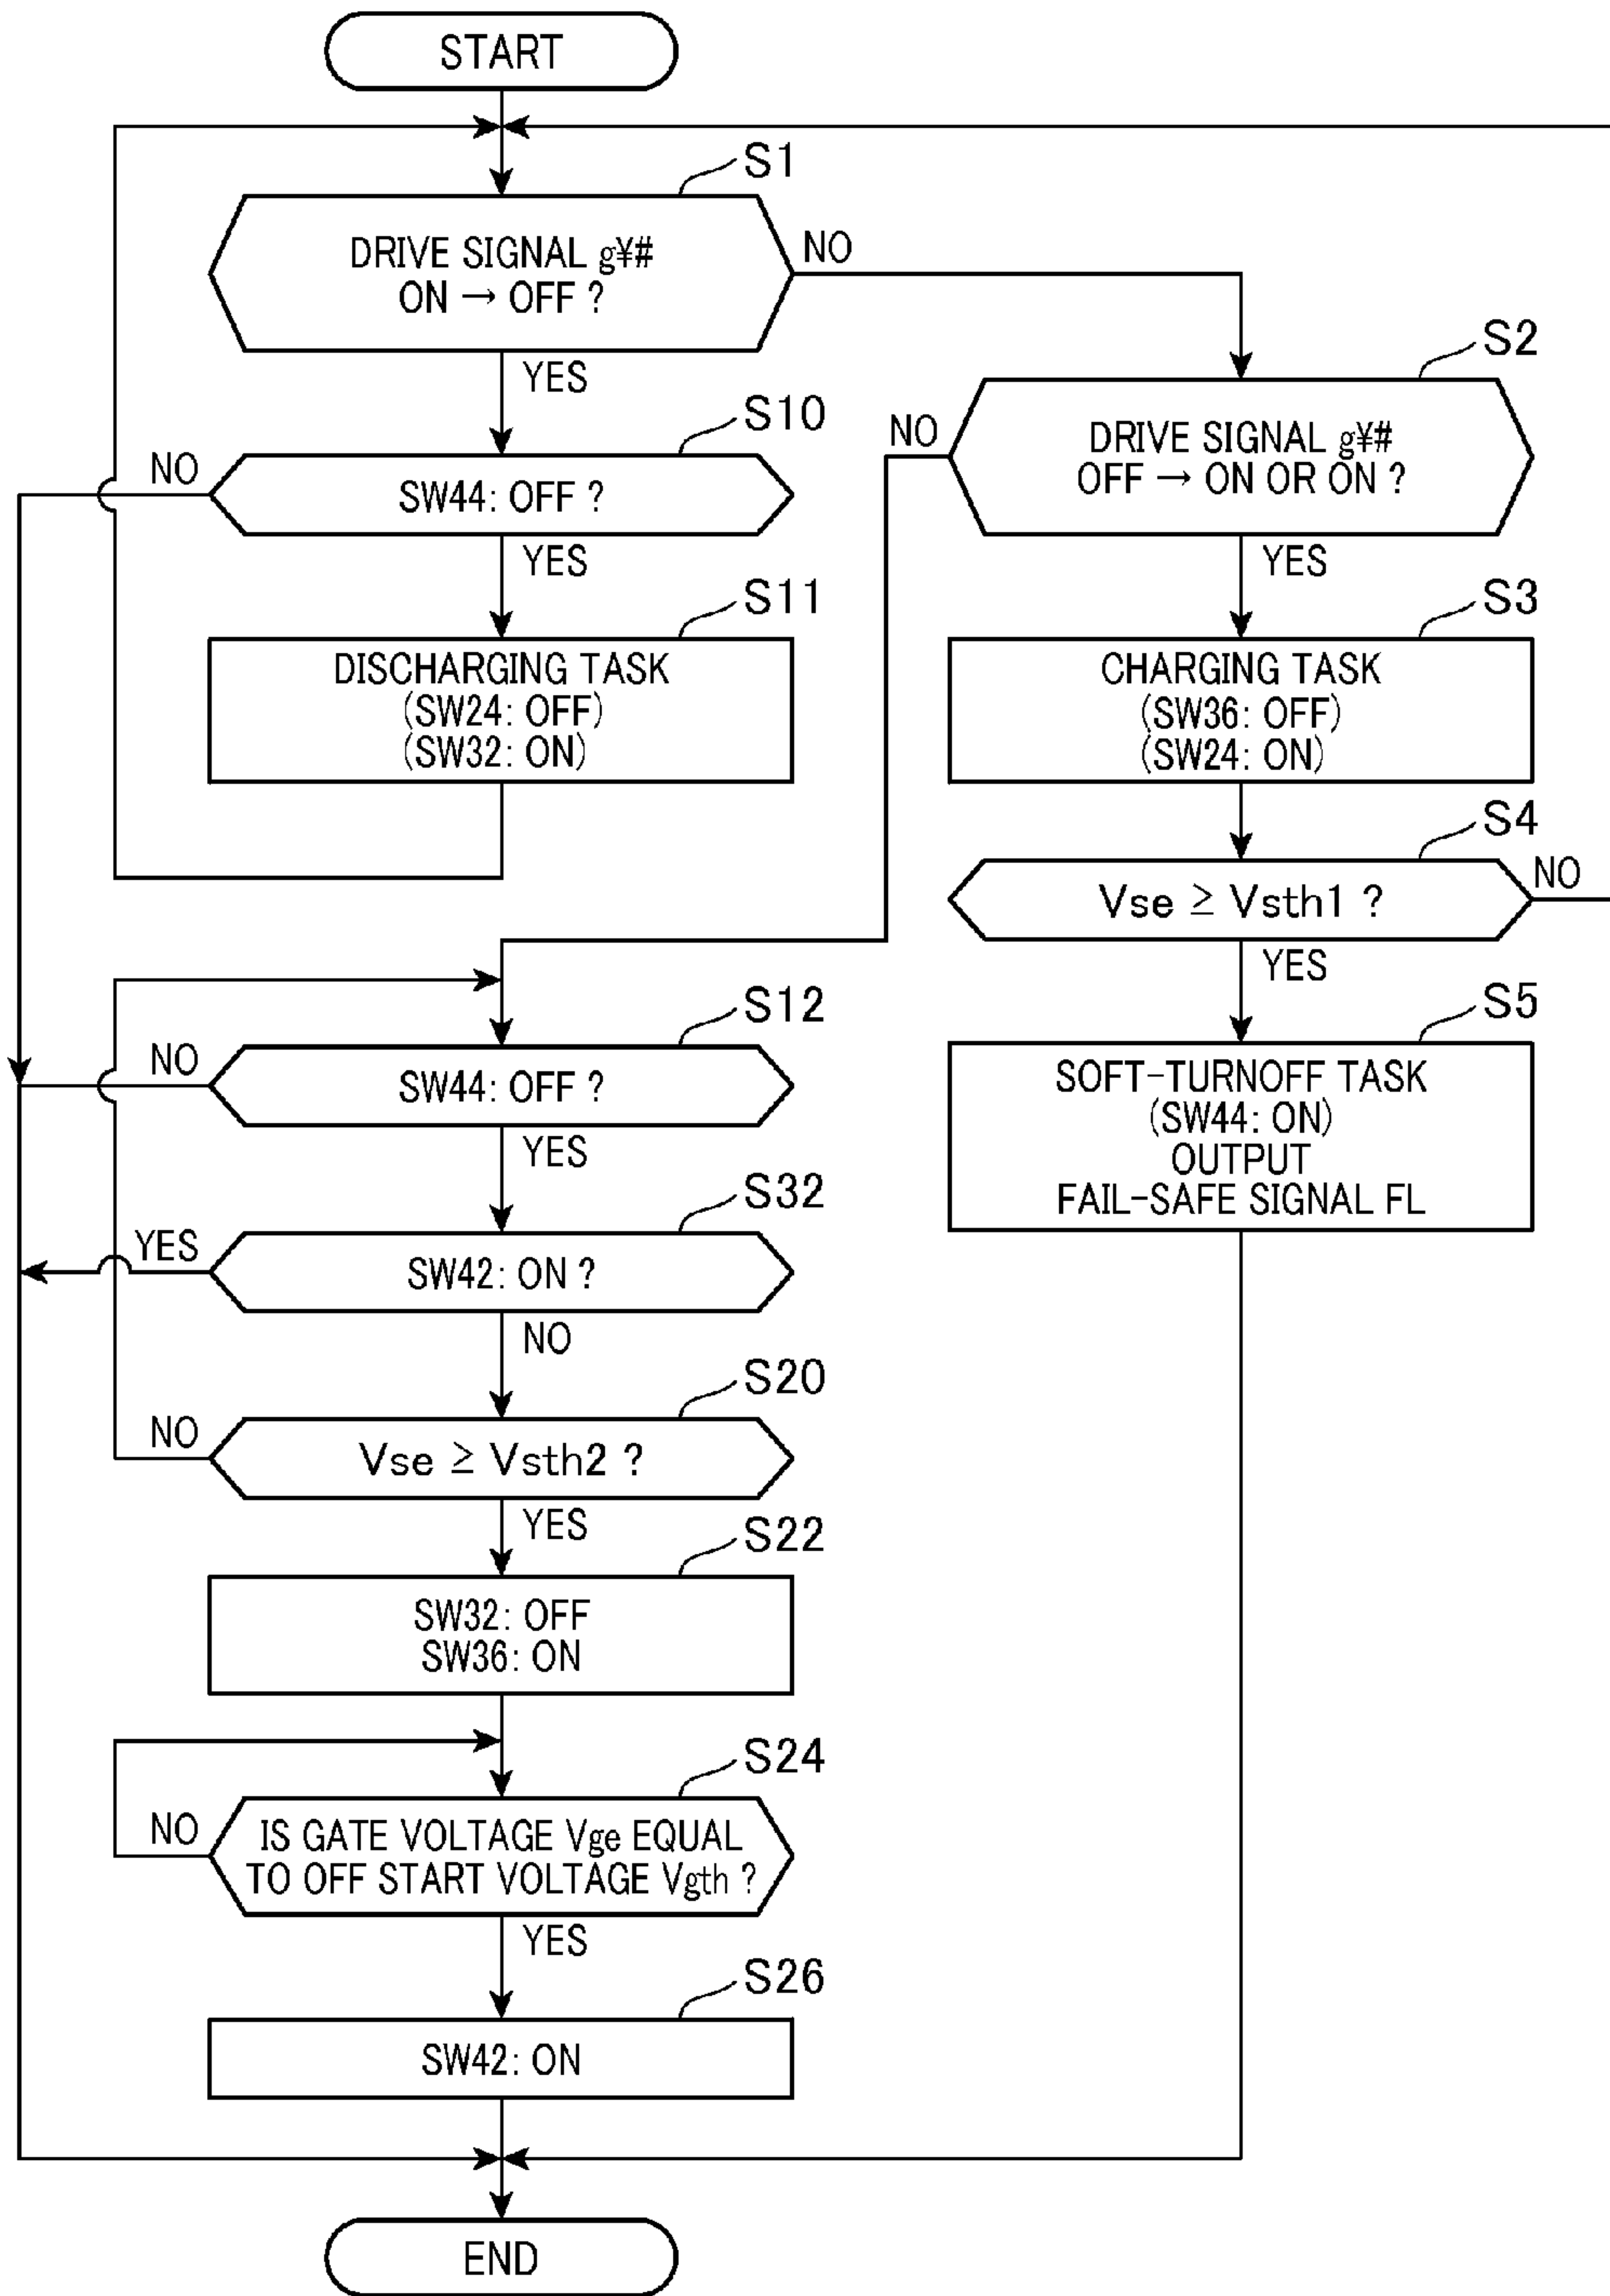 START
S1
DRIVE SIGNAL g¥#
ON → OFF ?
NO
YES
S2
DRIVE SIGNAL g¥#
OFF → ON OR ON ?
NO
YES
S10
SW44: OFF ?
NO
YES
S11
DISCHARGING TASK
(SW24: OFF)
(SW32: ON)
S3
CHARGING TASK
(SW36: OFF)
(SW24: ON)
S4
Vse ≥ Vsth1 ?
NO
YES
S5
SOFT-TURNOFF TASK
(SW44: ON)
OUTPUT
FAIL-SAFE SIGNAL FL
S12
SW44: OFF ?
NO
YES
S32
SW42: ON ?
YES
NO
S20
Vse ≥ Vsth2 ?
NO
YES
S22
SW32: OFF
SW36: ON
S24
IS GATE VOLTAGE Vge EQUAL
TO OFF START VOLTAGE Vgth ?
NO
YES
S26
SW42: ON
END